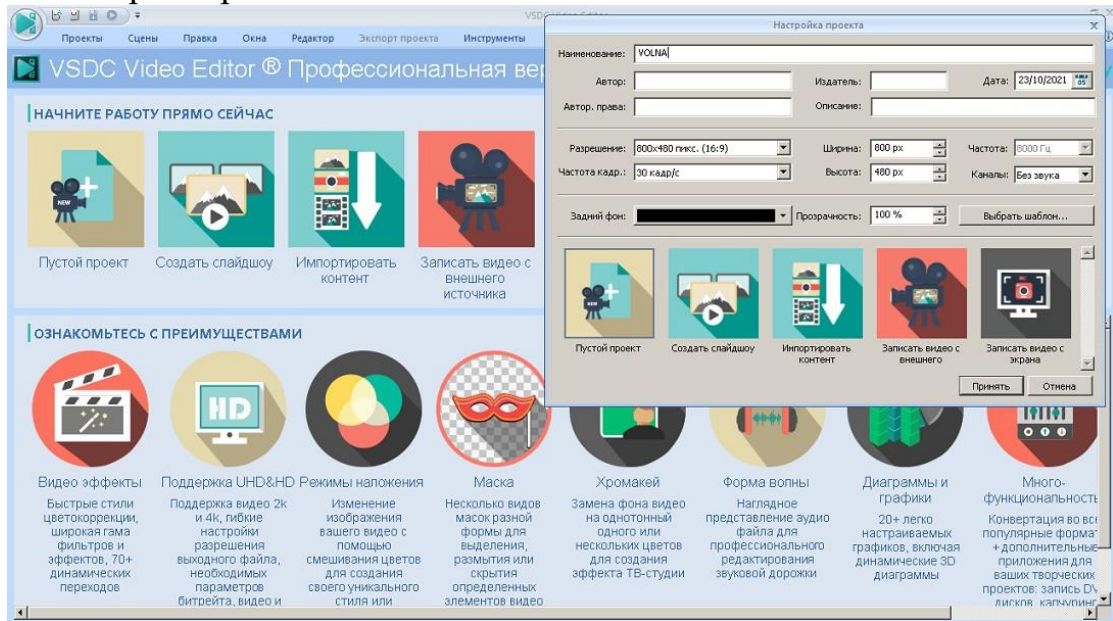 VSDC Video Editor
Проекты Сцены Правка Окна Редактор Экспорт проекта Инструменты
VSDC Video Editor ® Профессиональная вер
НАЧНИТЕ РАБОТУ ПРЯМО СЕЙЧАС
NEW
Пустой проект
Создать слайдшоу
Импортировать
контент
Записать видео с
внешнего
источника
Настройка проекта
Наименование: VOLNA
Автор: Издатель: Дата: 23/10/2021
Автор. права: Описание:
Разрешение: 800x480 пикс. (16:9) Ширина: 800 px Частота: 8000 Гц
Частота кадр.: 30 кадр/с Высота: 480 px Каналы: Без звука
Задний фон: Прозрачность: 100 % Выбрать шаблон...
NEW
Пустой проект
Создать слайдшоу
Импортировать
контент
Записать видео с
внешнего
Записать видео с
экрана
Принять Отмена
ОЗНАКОМЬТЕСЬ С ПРЕИМУЩЕСТВАМИ
HD
Видео эффекты
Быстрые стили
цветокоррекции,
широкая гама
фильтров и
эффектов, 70+
динамических
переходов
Поддержка UHD&HD
Поддержка видео 2k
и 4k, гибкие
настройки
разрешения
выходного файла,
необходимых
параметров
битрейта, видео и
Режимы наложения
Изменение
изображения
вашего видео с
помощью
смешивания цветов
для создания
своего уникального
стиля или
Маска
Несколько видов
масок разной
формы для
выделения,
размытия или
скрытия
определенных
элементов видео
Хромакей
Замена фона видео
на однотонный
одного или
нескольких цветов
для создания
эффекта ТВ-студии
Форма волны
Наглядное
представление аудио
файла для
профессионального
редактирования
звуковой дорожки
Диаграммы и
графики
20+ легко
настраиваемых
графиков, включая
динамические 3D
диаграммы
Много-
функциональность
Конвертация во вс
популярные формат
+ дополнительные
приложения для
ваших творческих
проектов: запись DV
дисков, капчуринг